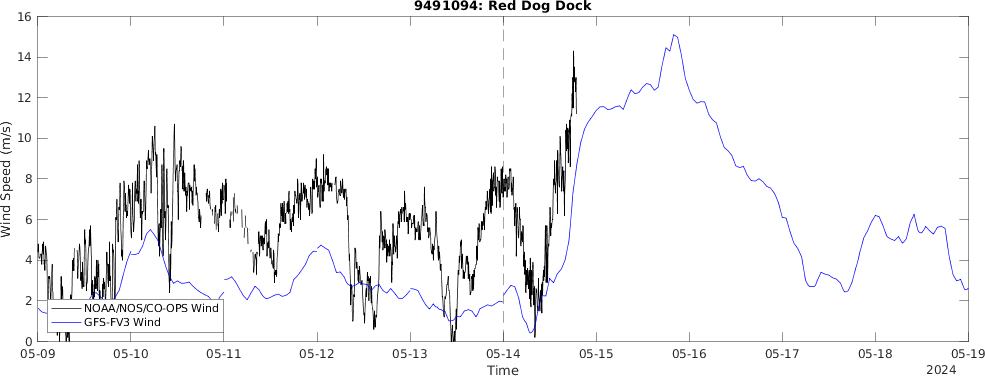 9491094: Red Dog Dock
16
14
12
10
8
6
4
2
0
Wind Speed (m/s)
NOAA/NOS/CO-OPS Wind
GFS-FV3 Wind
05-09 05-10 05-11 05-12 05-13 05-14 05-15 05-16 05-17 05-18 05-19
Time
2024